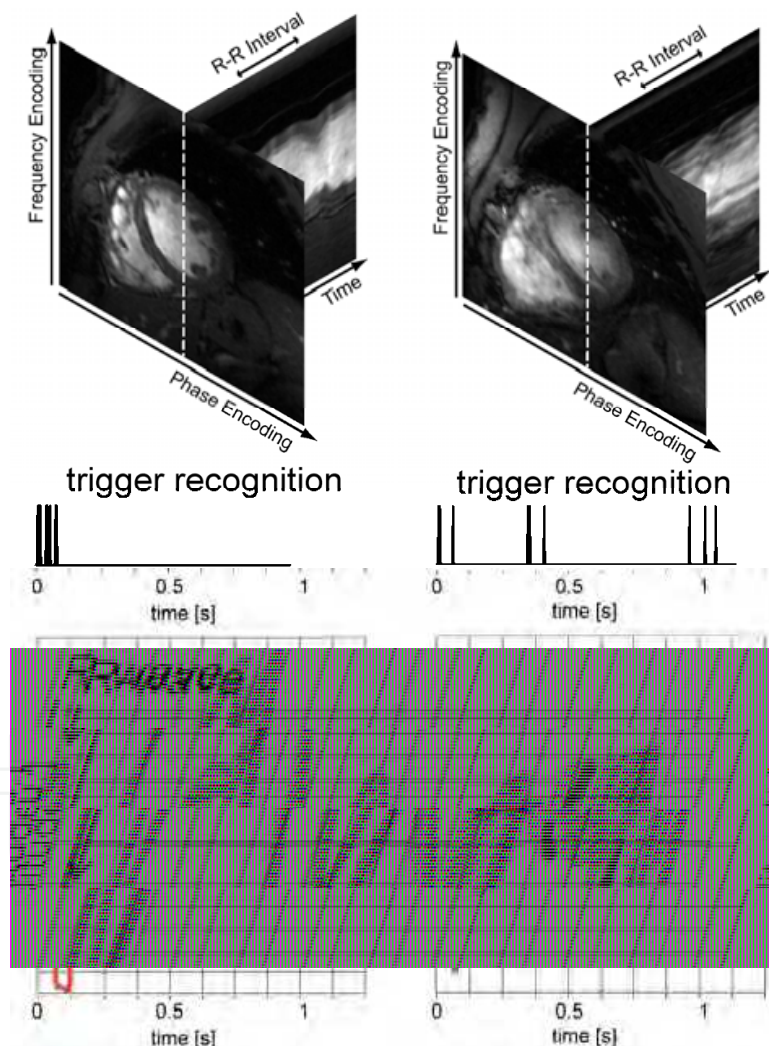 R-R Interval
R-R Interval
Frequency Encoding
Frequency Encoding
Time
Time
Phase Encoding
Phase Encoding
trigger recognition
trigger recognition
0 0.5 1
0 0.5 1
time [s]
time [s]
0 0.5 1
0 0.5 1
time [s]
time [s]